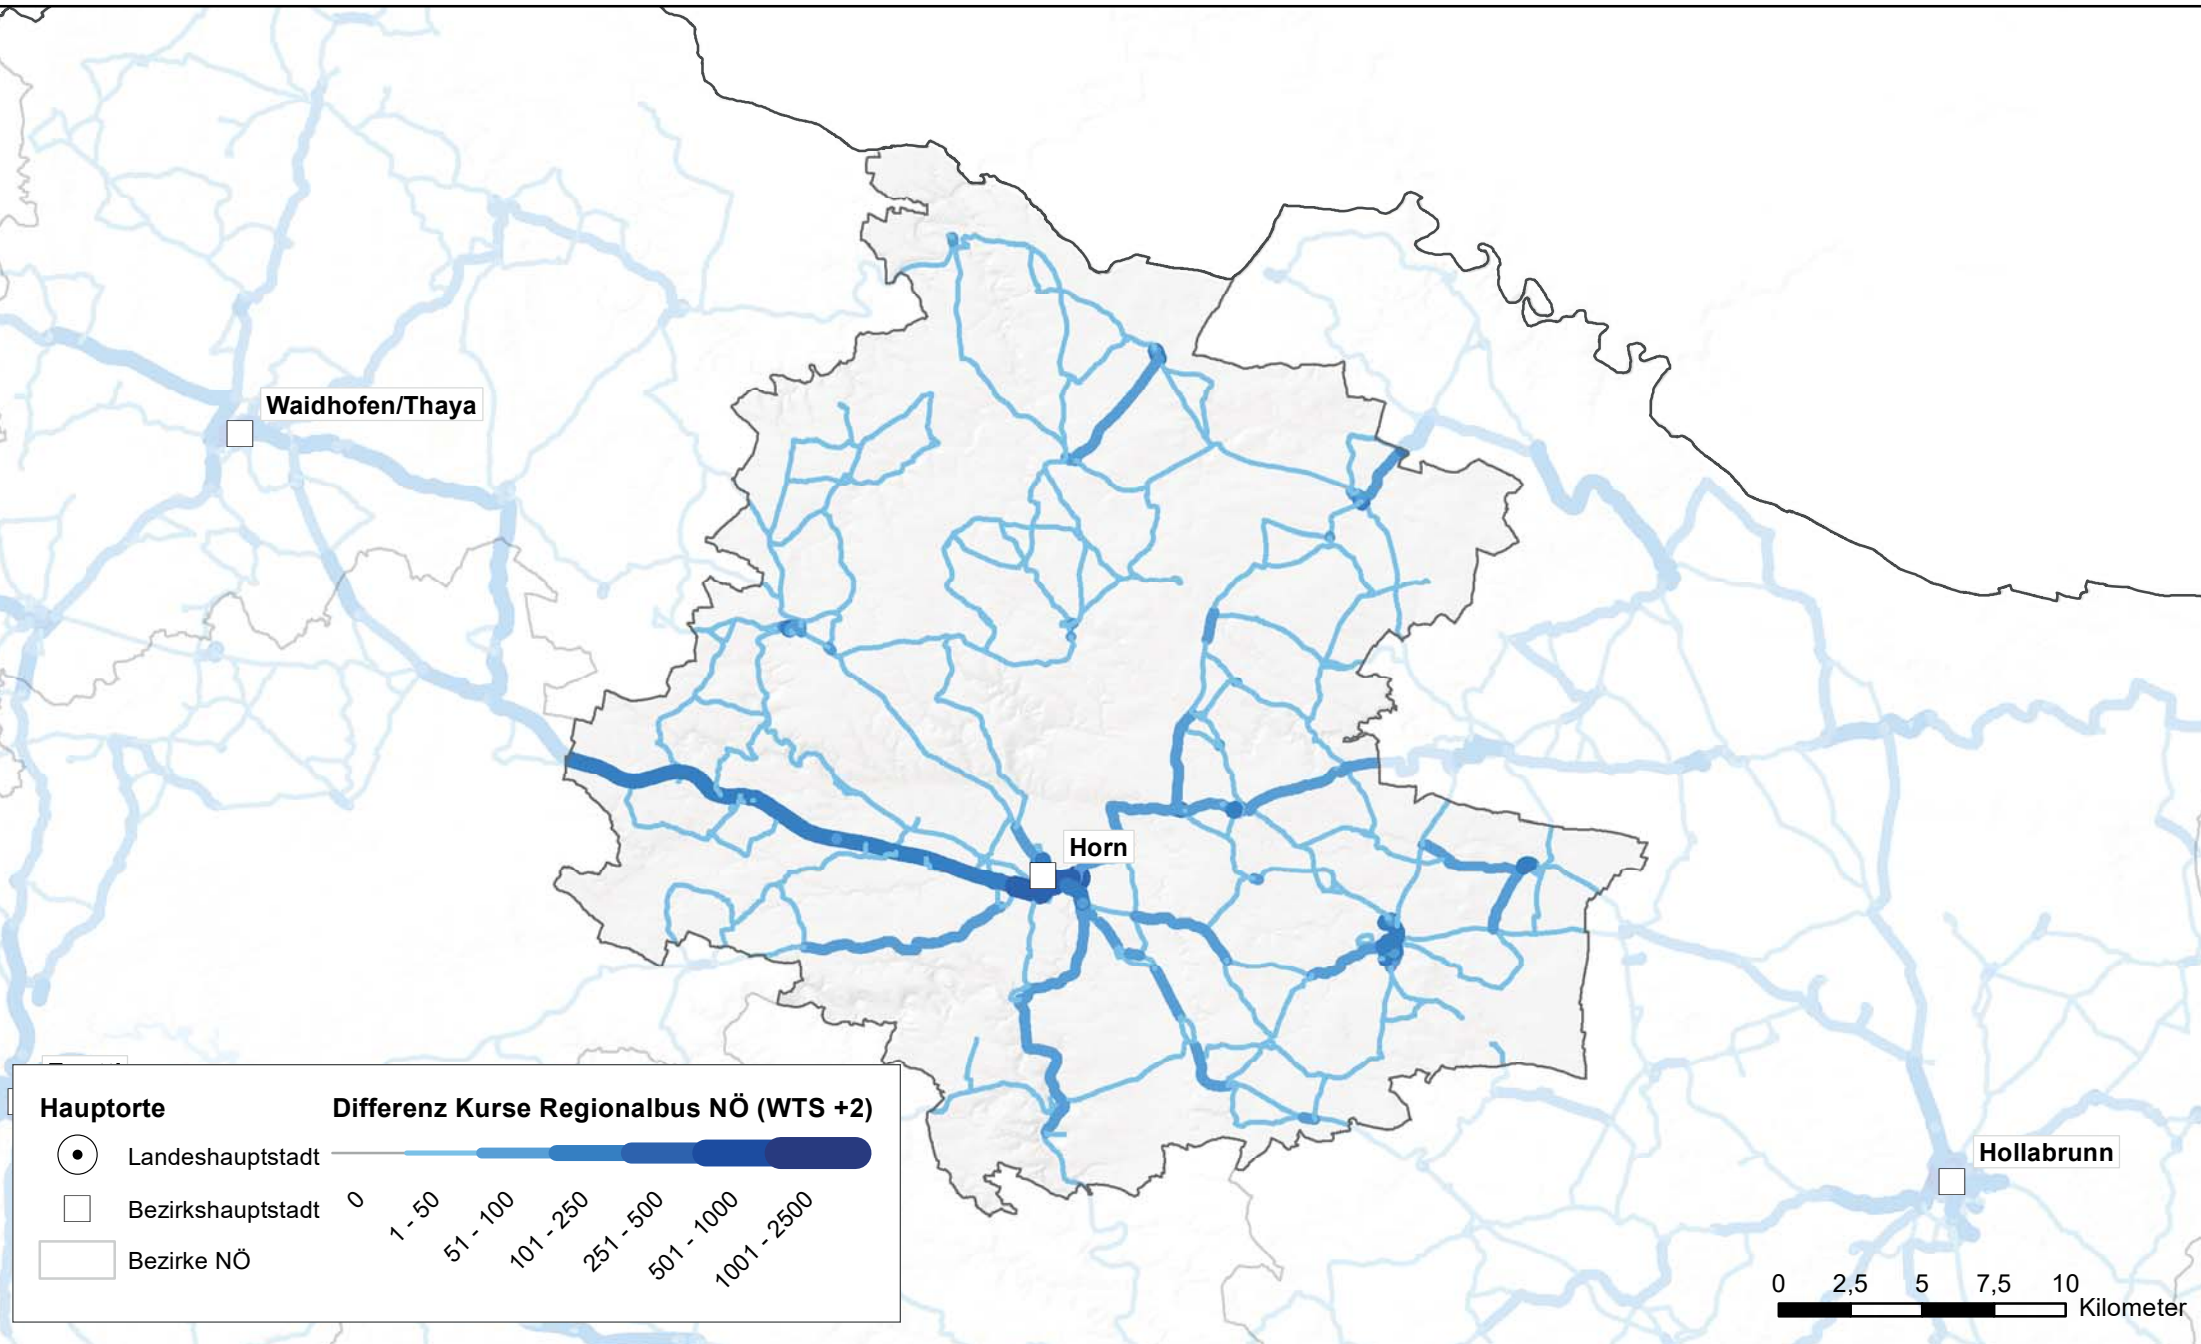 Waidhofen/Thaya
Horn
Hollabrunn
Hauptorte
Landeshauptstadt
Bezirkshauptstadt
Bezirke NÖ
Differenz Kurse Regionalbus NÖ (WTS +2)
0
1 - 50
51 - 100
101 - 250
251 - 500
501 - 1000
1001 - 2500
0 2,5 5 7,5 10
Kilometer